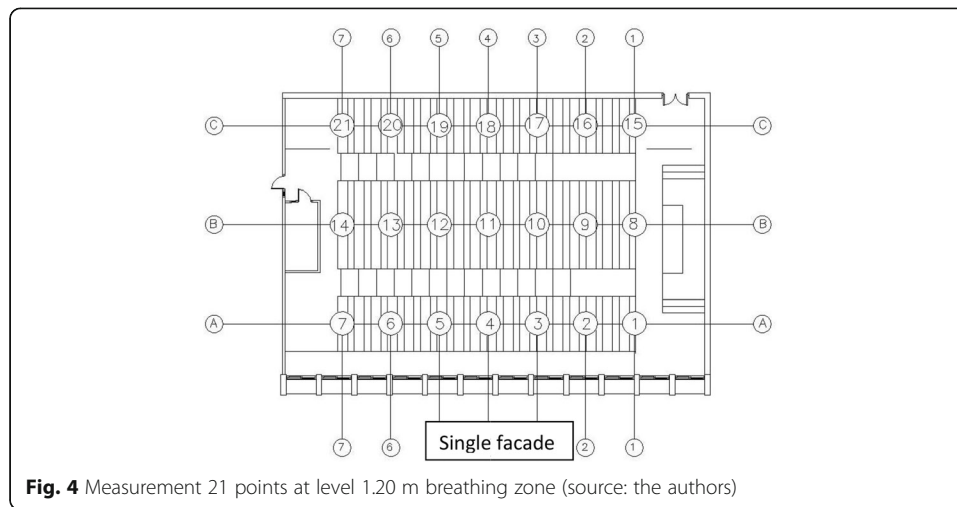 7 6 5 4 3 2 1
C 21 20 19 18 17 16 15 C
B 14 13 12 11 10 9 8 B
A 7 6 5 4 3 2 1 A
Single facade
7 6 2 1
Fig. 4 Measurement 21 points at level 1.20 m breathing zone (source: the authors)